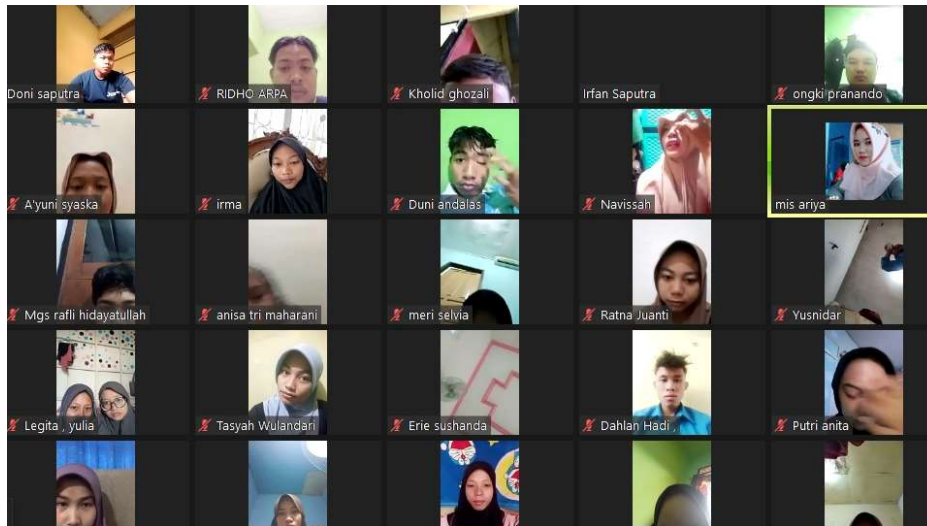 Doni saputra
RIDHO ARPA
Kholid ghozali
Irfan Saputra
ongki pranando
A'yuni syaska
irma
Duni andalas
Navissah
mis ariya
Mgs rafli hidayatullah
anisa tri maharani
meri selvia
Ratna Juanti
Yusnidar
Legita , yulia
Tasyah Wulandari
Erie sushanda
Dahlan Hadi ,
Putri anita